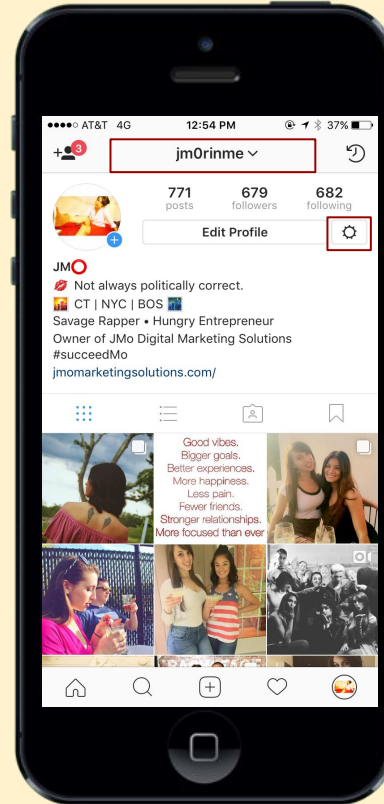 AT&T 4G 12:54 PM 37%
3
jm0rinme
771 679 682
posts followers following
Edit Profile
JM⭕
💋 Not always politically correct.
🌇 CT | NYC | BOS 🌃
Savage Rapper • Hungry Entrepreneur
Owner of JMo Digital Marketing Solutions
#succeedMo
jmomarketingsolutions.com/
Good vibes.
Bigger goals.
Better experiences.
More happiness.
Less pain.
Fewer friends.
Stronger relationships.
More focused than ever